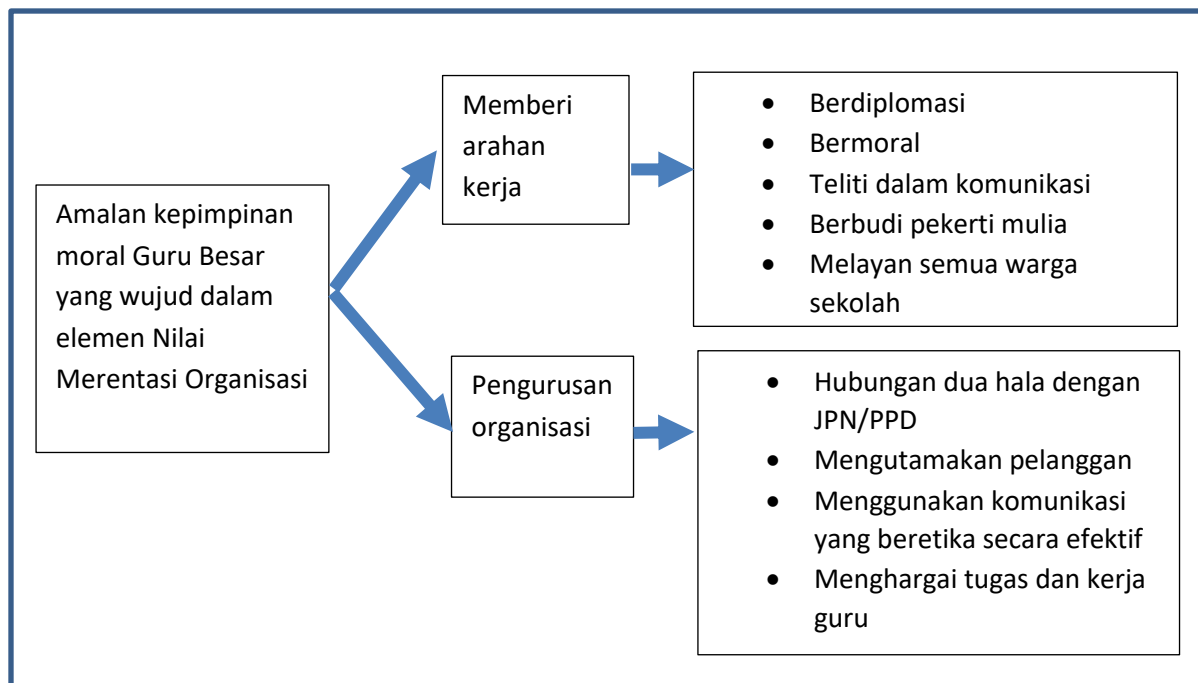 Amalan kepimpinan
moral Guru Besar
yang wujud dalam
elemen Nilai
Merentasi Organisasi
Memberi
arahan
kerja
• Berdiplomasi
• Bermoral
• Teliti dalam komunikasi
• Berbudi pekerti mulia
• Melayan semua warga
sekolah
Pengurusan
organisasi
• Hubungan dua hala dengan
JPN/PPD
• Mengutamakan pelanggan
• Menggunakan komunikasi
yang beretika secara efektif
• Menghargai tugas dan kerja
guru